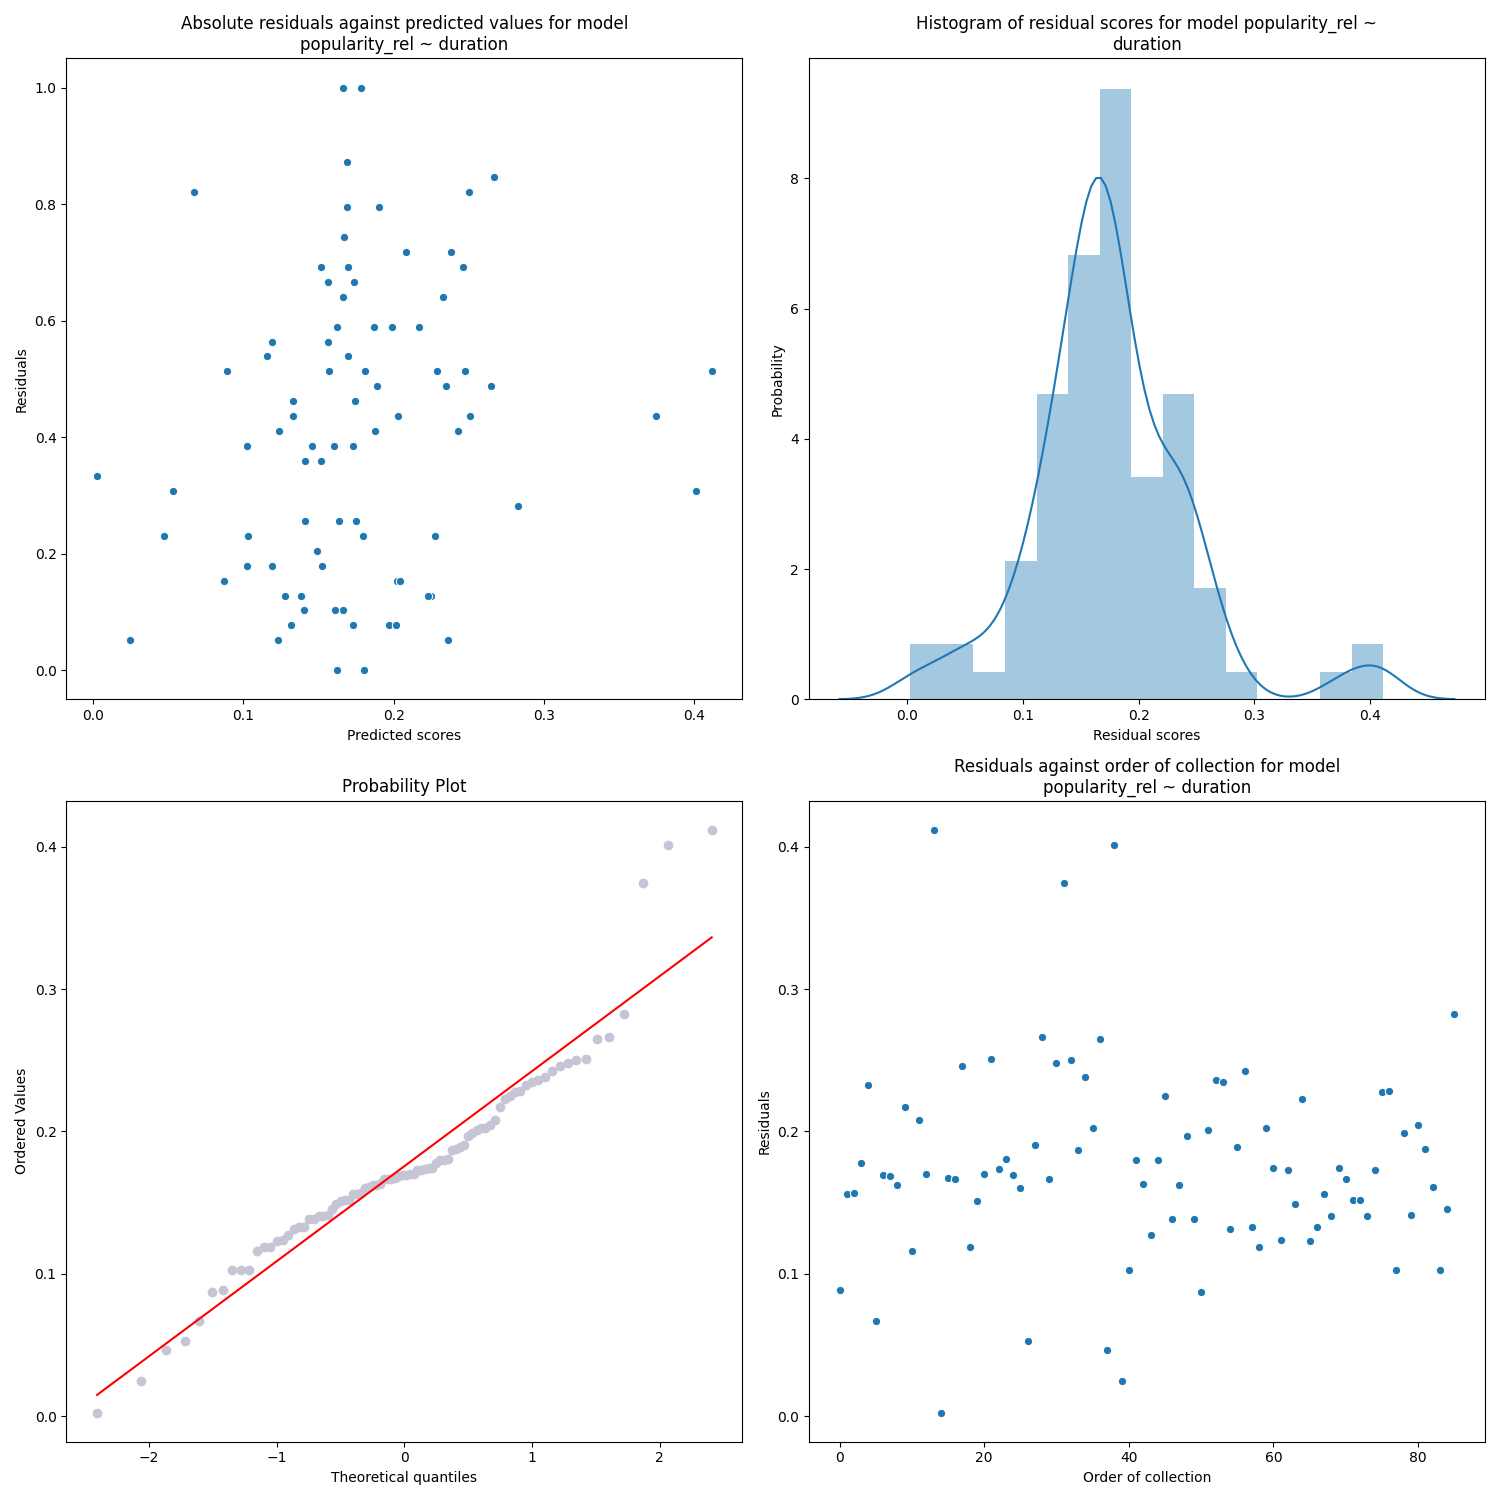 Absolute residuals against predicted values for model
popularity_rel ~ duration
1.0
0.8
0.6
0.4
0.2
0.0
Residuals
0.0 0.1 0.2 0.3 0.4
Predicted scores
Histogram of residual scores for model popularity_rel ~
duration
8
6
4
2
0
Probability
0.0 0.1 0.2 0.3 0.4
Residual scores
Probability Plot
0.4
0.3
0.2
0.1
0.0
Ordered Values
−2 −1 0 1 2
Theoretical quantiles
Residuals against order of collection for model
popularity_rel ~ duration
0.4
0.3
0.2
0.1
0.0
Residuals
0 20 40 60 80
Order of collection